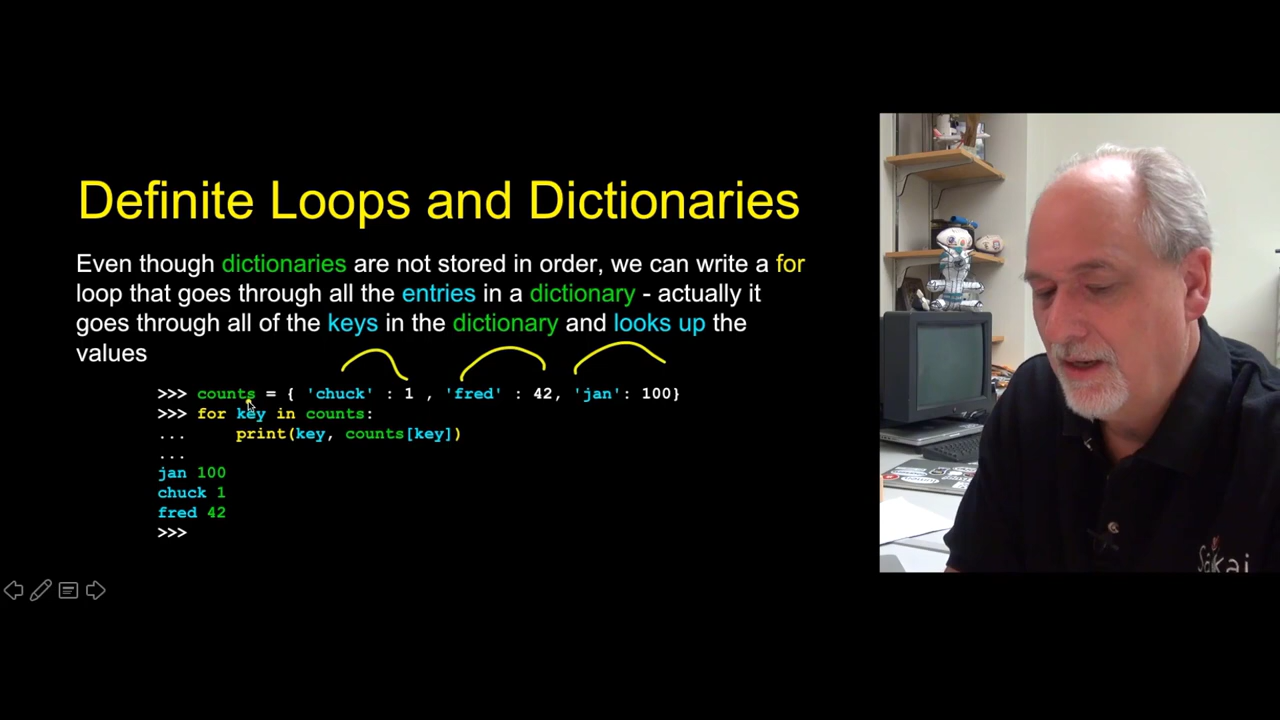 Definite Loops and Dictionaries
Even though dictionaries are not stored in order, we can write a for
loop that goes through all the entries in a dictionary - actually it
goes through all of the keys in the dictionary and looks up the
values
>>> counts = { 'chuck' : 1 , 'fred' : 42, 'jan': 100}
>>> for key in counts:
...     print(key, counts[key])
...
jan 100
chuck 1
fred 42
>>>
Sakai